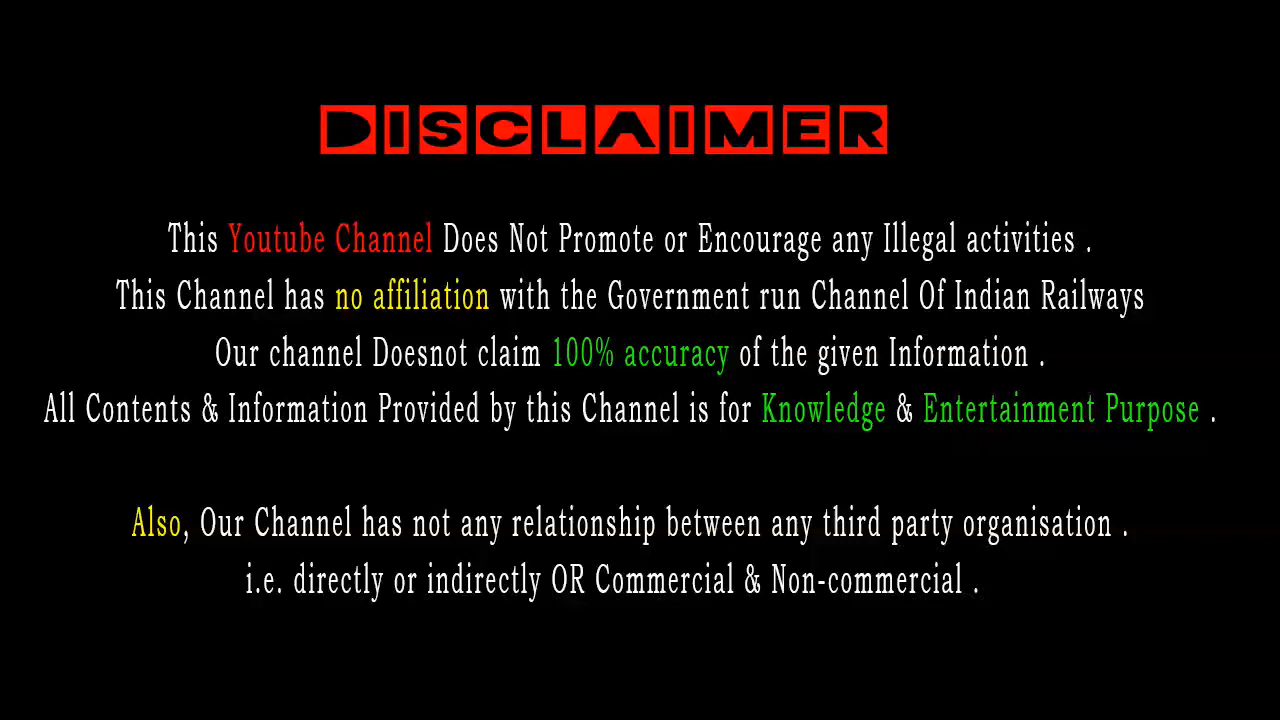 DISCLAIMER
This Youtube Channel Does Not Promote or Encourage any Illegal activities .
This Channel has no affiliation with the Government run Channel Of Indian Railways
Our channel Doesnot claim 100% accuracy of the given Information .
All Contents & Information Provided by this Channel is for Knowledge & Entertainment Purpose .
Also, Our Channel has not any relationship between any third party organisation .
i.e. directly or indirectly OR Commercial & Non-commercial .